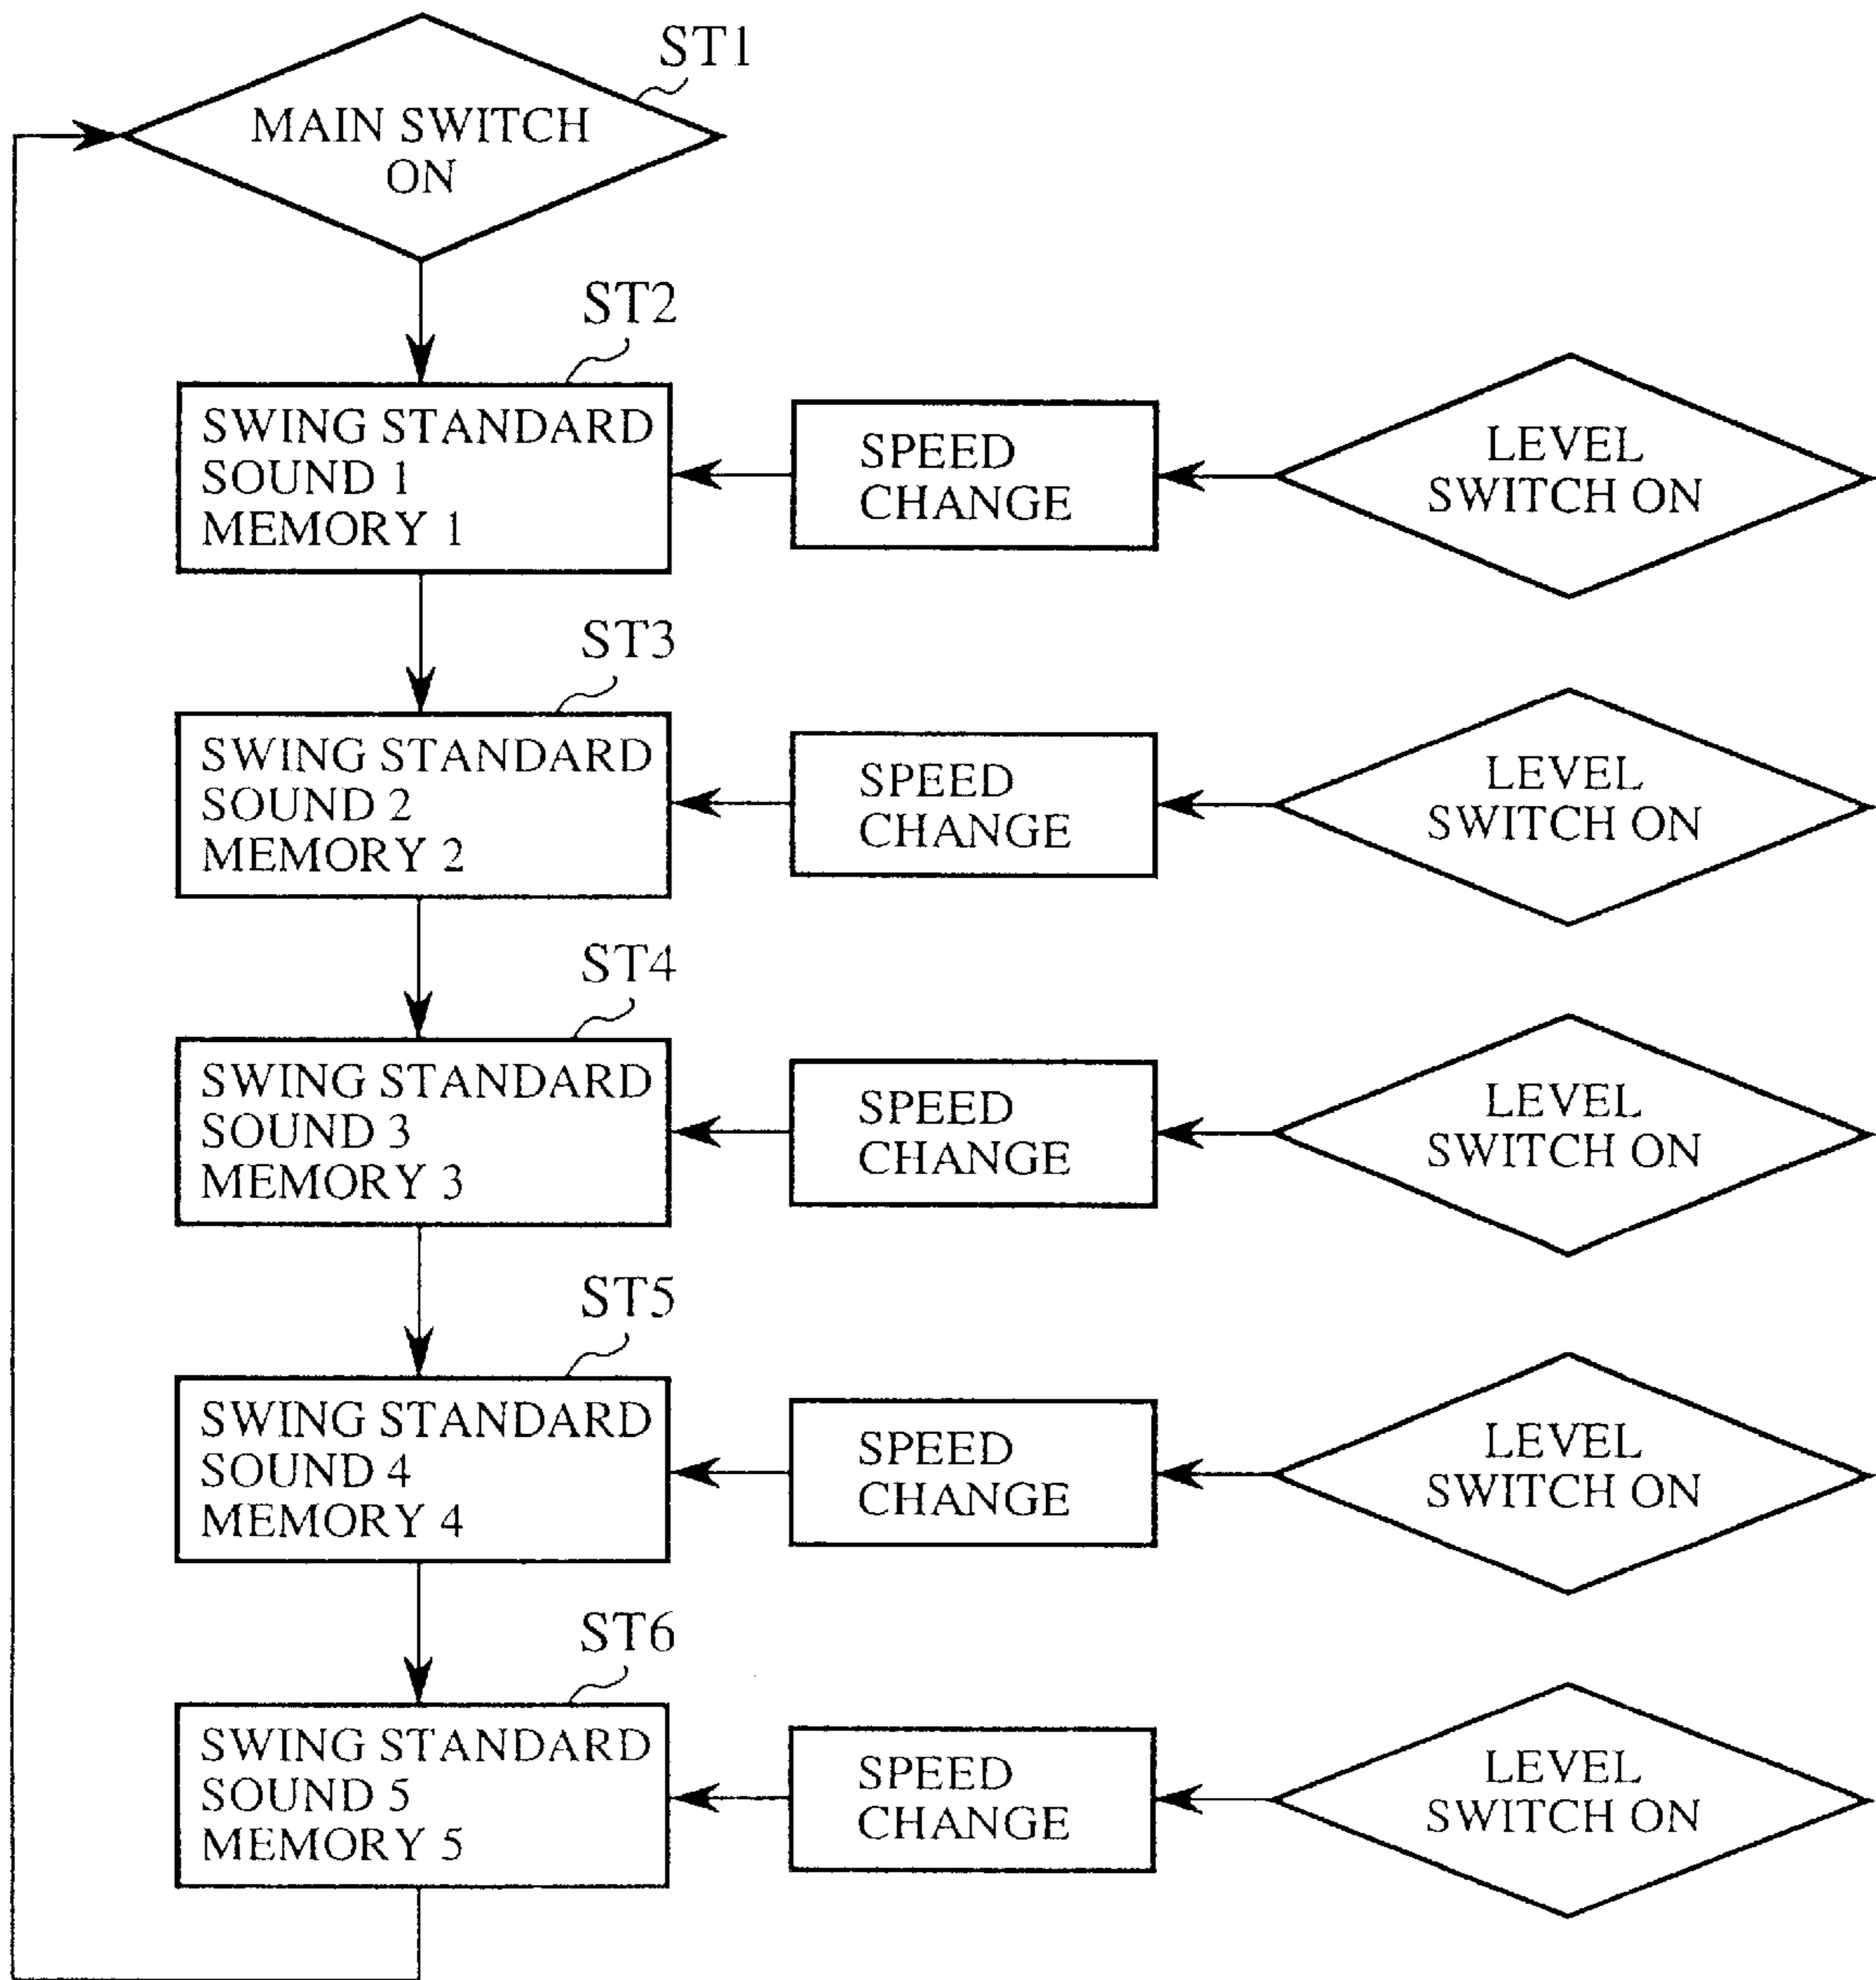 ST1
MAIN SWITCH
ON
ST2
SWING STANDARD
SOUND 1
MEMORY 1
SPEED
CHANGE
LEVEL
SWITCH ON
ST3
SWING STANDARD
SOUND 2
MEMORY 2
SPEED
CHANGE
LEVEL
SWITCH ON
ST4
SWING STANDARD
SOUND 3
MEMORY 3
SPEED
CHANGE
LEVEL
SWITCH ON
ST5
SWING STANDARD
SOUND 4
MEMORY 4
SPEED
CHANGE
LEVEL
SWITCH ON
ST6
SWING STANDARD
SOUND 5
MEMORY 5
SPEED
CHANGE
LEVEL
SWITCH ON